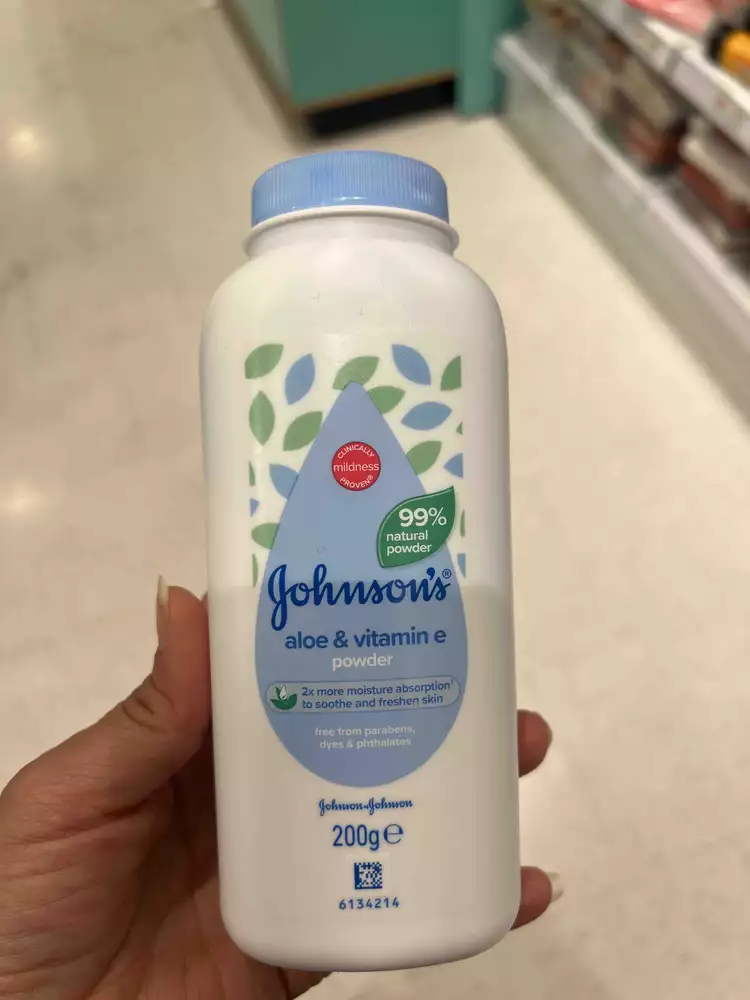 CLINICALLY
mildness
PROVEN®
99%
natural
powder
Johnson's®
aloe & vitamin e
powder
2x more moisture absorption¹
to soothe and freshen skin
free from parabens,
dyes & phthalates
Johnson & Johnson
200g ℮
6134214